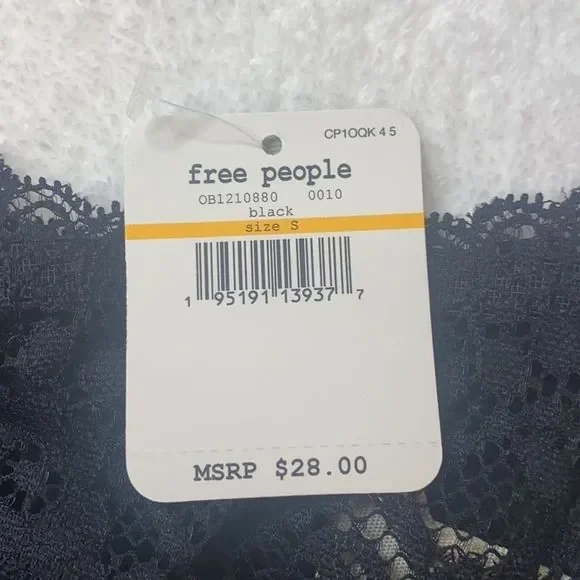 CP1OQK 4 5
free people
OB1210880 0010
black
size S
1 95191 13937 7
MSRP $28.00